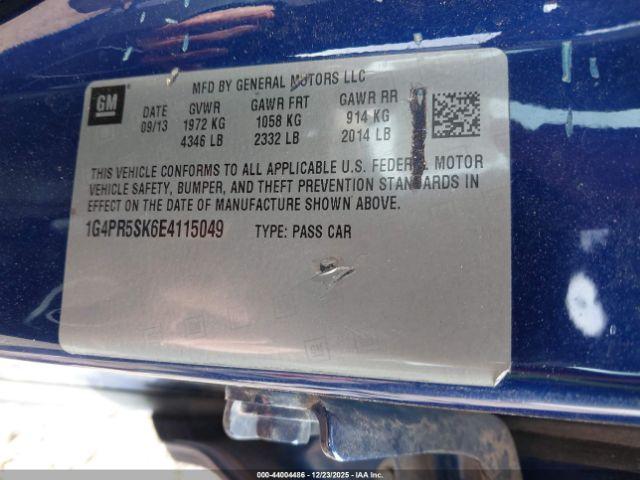 MFD BY GENERAL MOTORS LLC
GM
DATE GVWR GAWR FRT GAWR RR
09/13 1972 KG 1058 KG 914 KG
4346 LB 2332 LB 2014 LB
THIS VEHICLE CONFORMS TO ALL APPLICABLE U.S. FEDERAL MOTOR
VEHICLE SAFETY, BUMPER, AND THEFT PREVENTION STANDARDS IN
EFFECT ON THE DATE OF MANUFACTURE SHOWN ABOVE.
1G4PR5SK6E4115049 TYPE: PASS CAR
GM
000-44004486 - 12/23/2025 - IAA Inc. Copyright